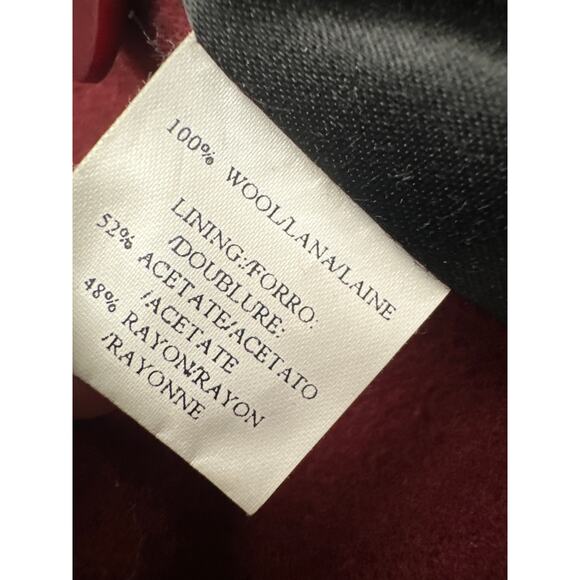 100% WOOL/LANA/LAINE
LINING:/FORRO:
/DOUBLURE:
52% ACETATE/ACETATO
/ACETATE
48% RAYON/RAYON
/RAYONNE